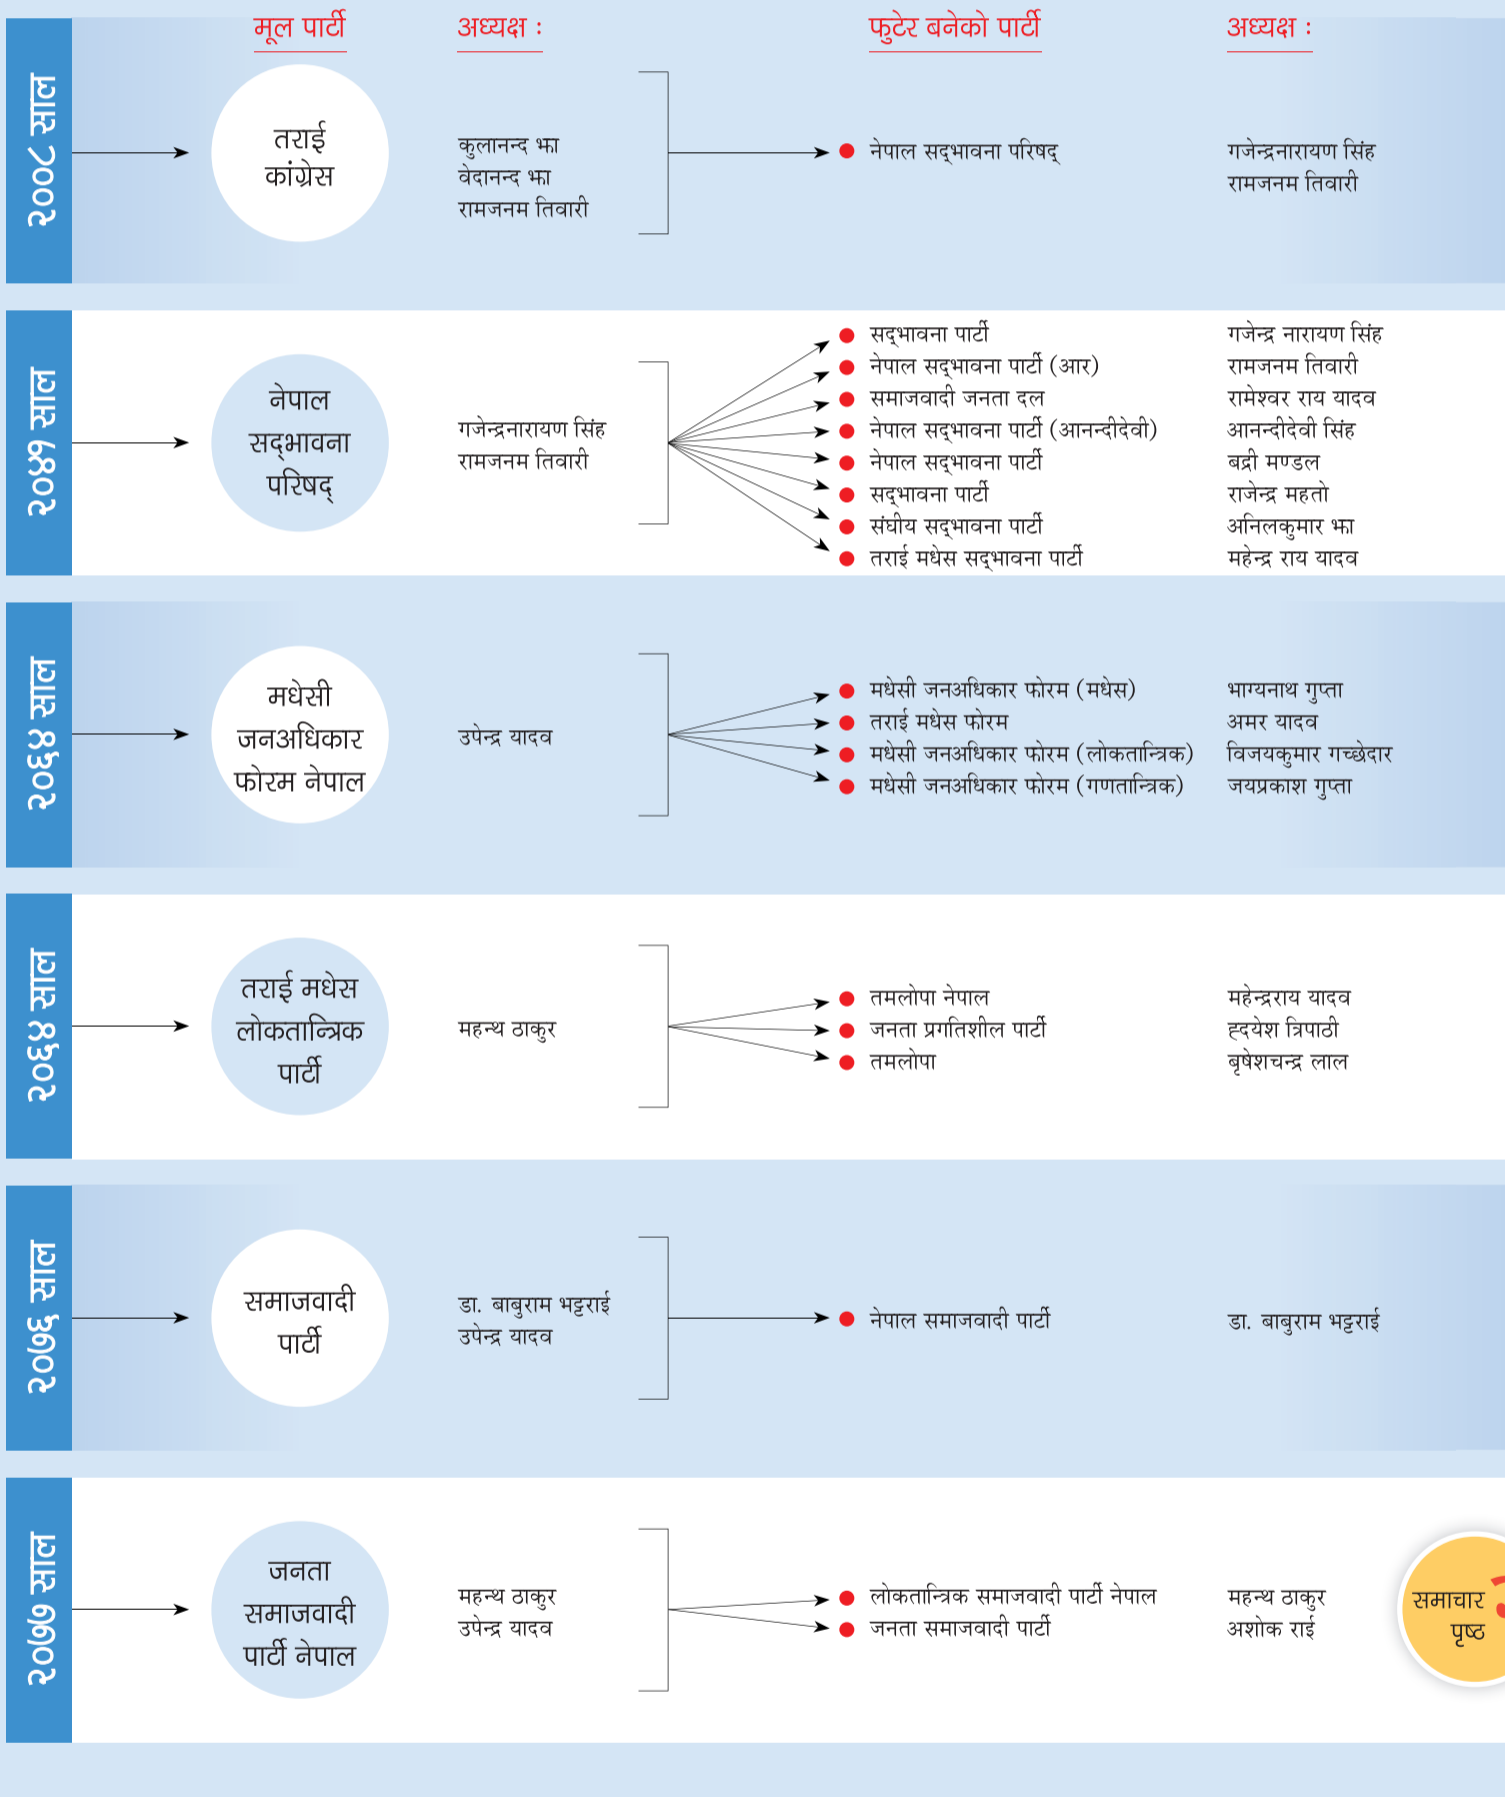 मूल पार्टी
अध्यक्ष :
फुटेर बनेको पार्टी
अध्यक्ष :
२००८ साल
तराई
कांग्रेस
कुलानन्द झा
वेदानन्द झा
रामजनम तिवारी
नेपाल सद्भावना परिषद्
गजेन्द्रनारायण सिंह
रामजनम तिवारी
२०४१ साल
नेपाल
सद्भावना
परिषद्
गजेन्द्रनारायण सिंह
रामजनम तिवारी
सद्भावना पार्टी
गजेन्द्र नारायण सिंह
नेपाल सद्भावना पार्टी (आर)
रामजनम तिवारी
समाजवादी जनता दल
रामेश्वर राय यादव
नेपाल सद्भावना पार्टी (आनन्दीदेवी)
आनन्दीदेवी सिंह
नेपाल सद्भावना पार्टी
बद्री मण्डल
सद्भावना पार्टी
राजेन्द्र महतो
संघीय सद्भावना पार्टी
अनिलकुमार झा
तराई मधेस सद्भावना पार्टी
महेन्द्र राय यादव
२०६४ साल
मधेसी
जनअधिकार
फोरम नेपाल
उपेन्द्र यादव
मधेसी जनअधिकार फोरम (मधेस)
भाग्यनाथ गुप्ता
तराई मधेस फोरम
अमर यादव
मधेसी जनअधिकार फोरम (लोकतान्त्रिक)
विजयकुमार गच्छेदार
मधेसी जनअधिकार फोरम (गणतान्त्रिक)
जयप्रकाश गुप्ता
२०६४ साल
तराई मधेस
लोकतान्त्रिक
पार्टी
महन्थ ठाकुर
तमलोपा नेपाल
महेन्द्रराय यादव
जनता प्रगतिशील पार्टी
ह्दयेश त्रिपाठी
तमलोपा
बृषेशचन्द्र लाल
२०७६ साल
समाजवादी
पार्टी
डा. बाबुराम भट्टराई
उपेन्द्र यादव
नेपाल समाजवादी पार्टी
डा. बाबुराम भट्टराई
२०७७ साल
जनता
समाजवादी
पार्टी नेपाल
महन्थ ठाकुर
उपेन्द्र यादव
लोकतान्त्रिक समाजवादी पार्टी नेपाल
महन्थ ठाकुर
जनता समाजवादी पार्टी
अशोक राई
समाचार
पृष्ठ